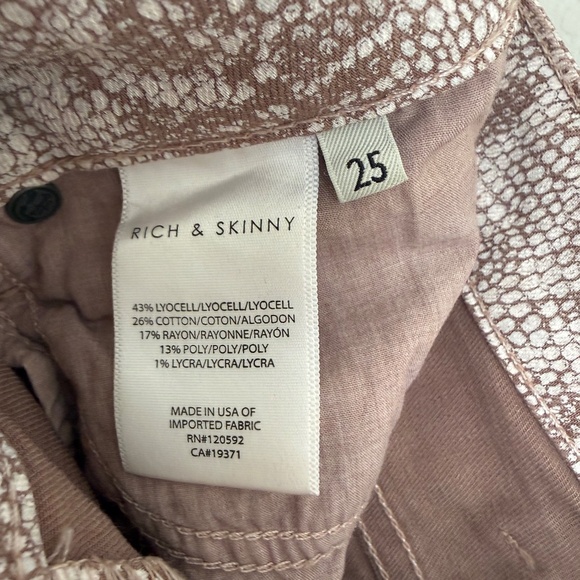 25
RICH & SKINNY
43% LYOCELL/LYOCELL/LYOCELL
26% COTTON/COTON/ALGODON
17% RAYON/RAYONNE/RAYÓN
13% POLY/POLY/POLY
1% LYCRA/LYCRA/LYCRA
MADE IN USA OF
IMPORTED FABRIC
RN#120592
CA#19371